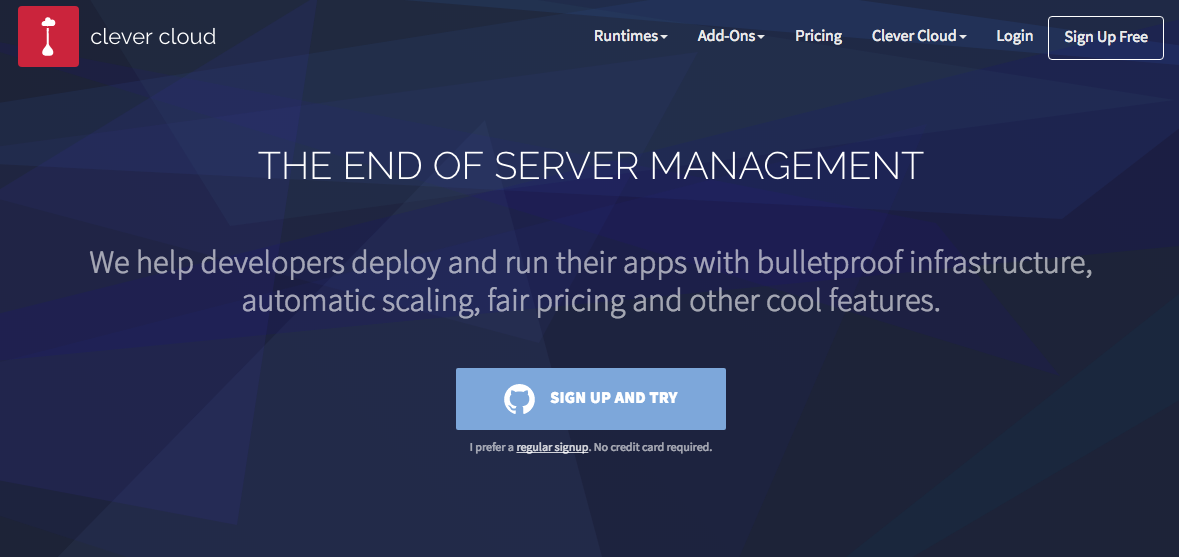 clever cloud
Runtimes Add-Ons Pricing Clever Cloud Login Sign Up Free
THE END OF SERVER MANAGEMENT
We help developers deploy and run their apps with bulletproof infrastructure,
automatic scaling, fair pricing and other cool features.
SIGN UP AND TRY
I prefer a regular signup. No credit card required.